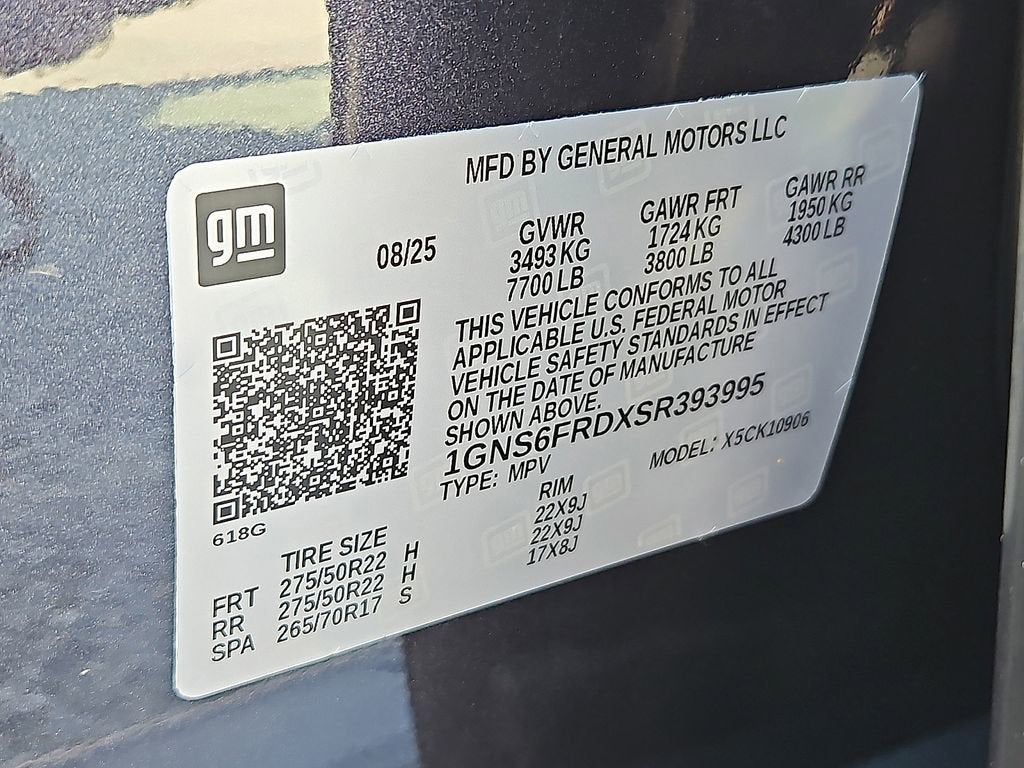 MFD BY GENERAL MOTORS LLC
gm
08/25
GVWR
3493 KG
7700 LB
GAWR FRT
1724 KG
3800 LB
GAWR RR
1950 KG
4300 LB
THIS VEHICLE CONFORMS TO ALL
APPLICABLE U.S. FEDERAL MOTOR
VEHICLE SAFETY STANDARDS IN EFFECT
ON THE DATE OF MANUFACTURE
SHOWN ABOVE.
1GNS6FRDXSR393995
TYPE: MPV
MODEL: X5CK10906
618G
TIRE SIZE
RIM
FRT 275/50R22 H 22X9J
RR 275/50R22 H 22X9J
SPA 265/70R17 S 17X8J